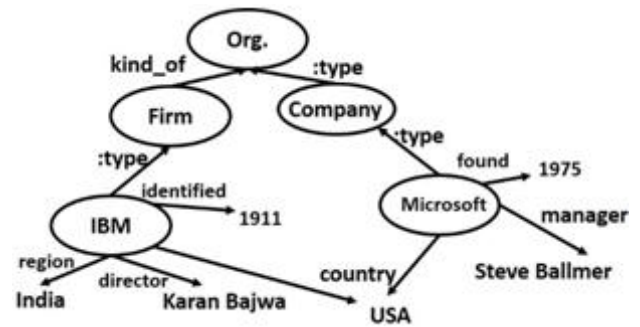 Org.
kind_of
:type
Firm
Company
:type
:type
found
1975
identified
1911
IBM
Microsoft
manager
region
director
country
Steve Ballmer
India
Karan Bajwa
USA